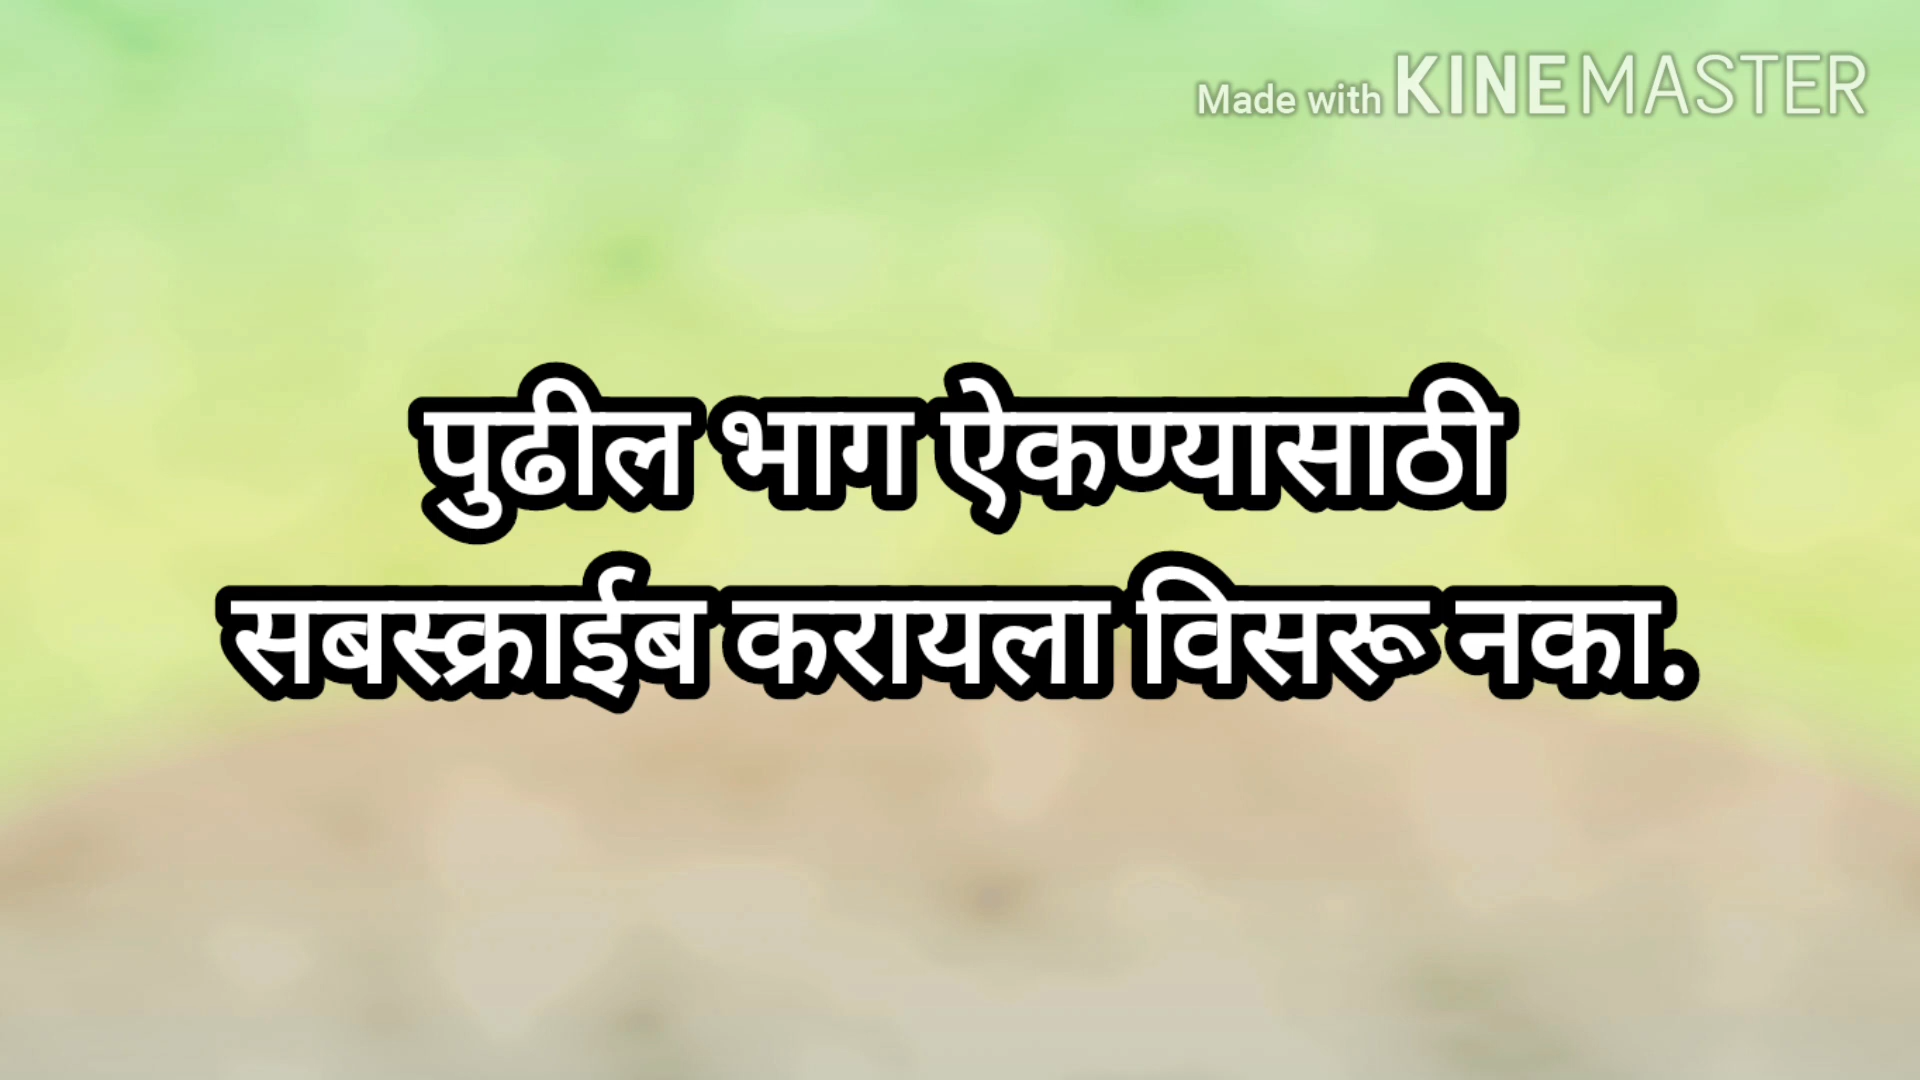 Made with KINEMASTER
पुढील भाग ऐकण्यासाठी
सबस्क्राईब करायला विसरू नका.